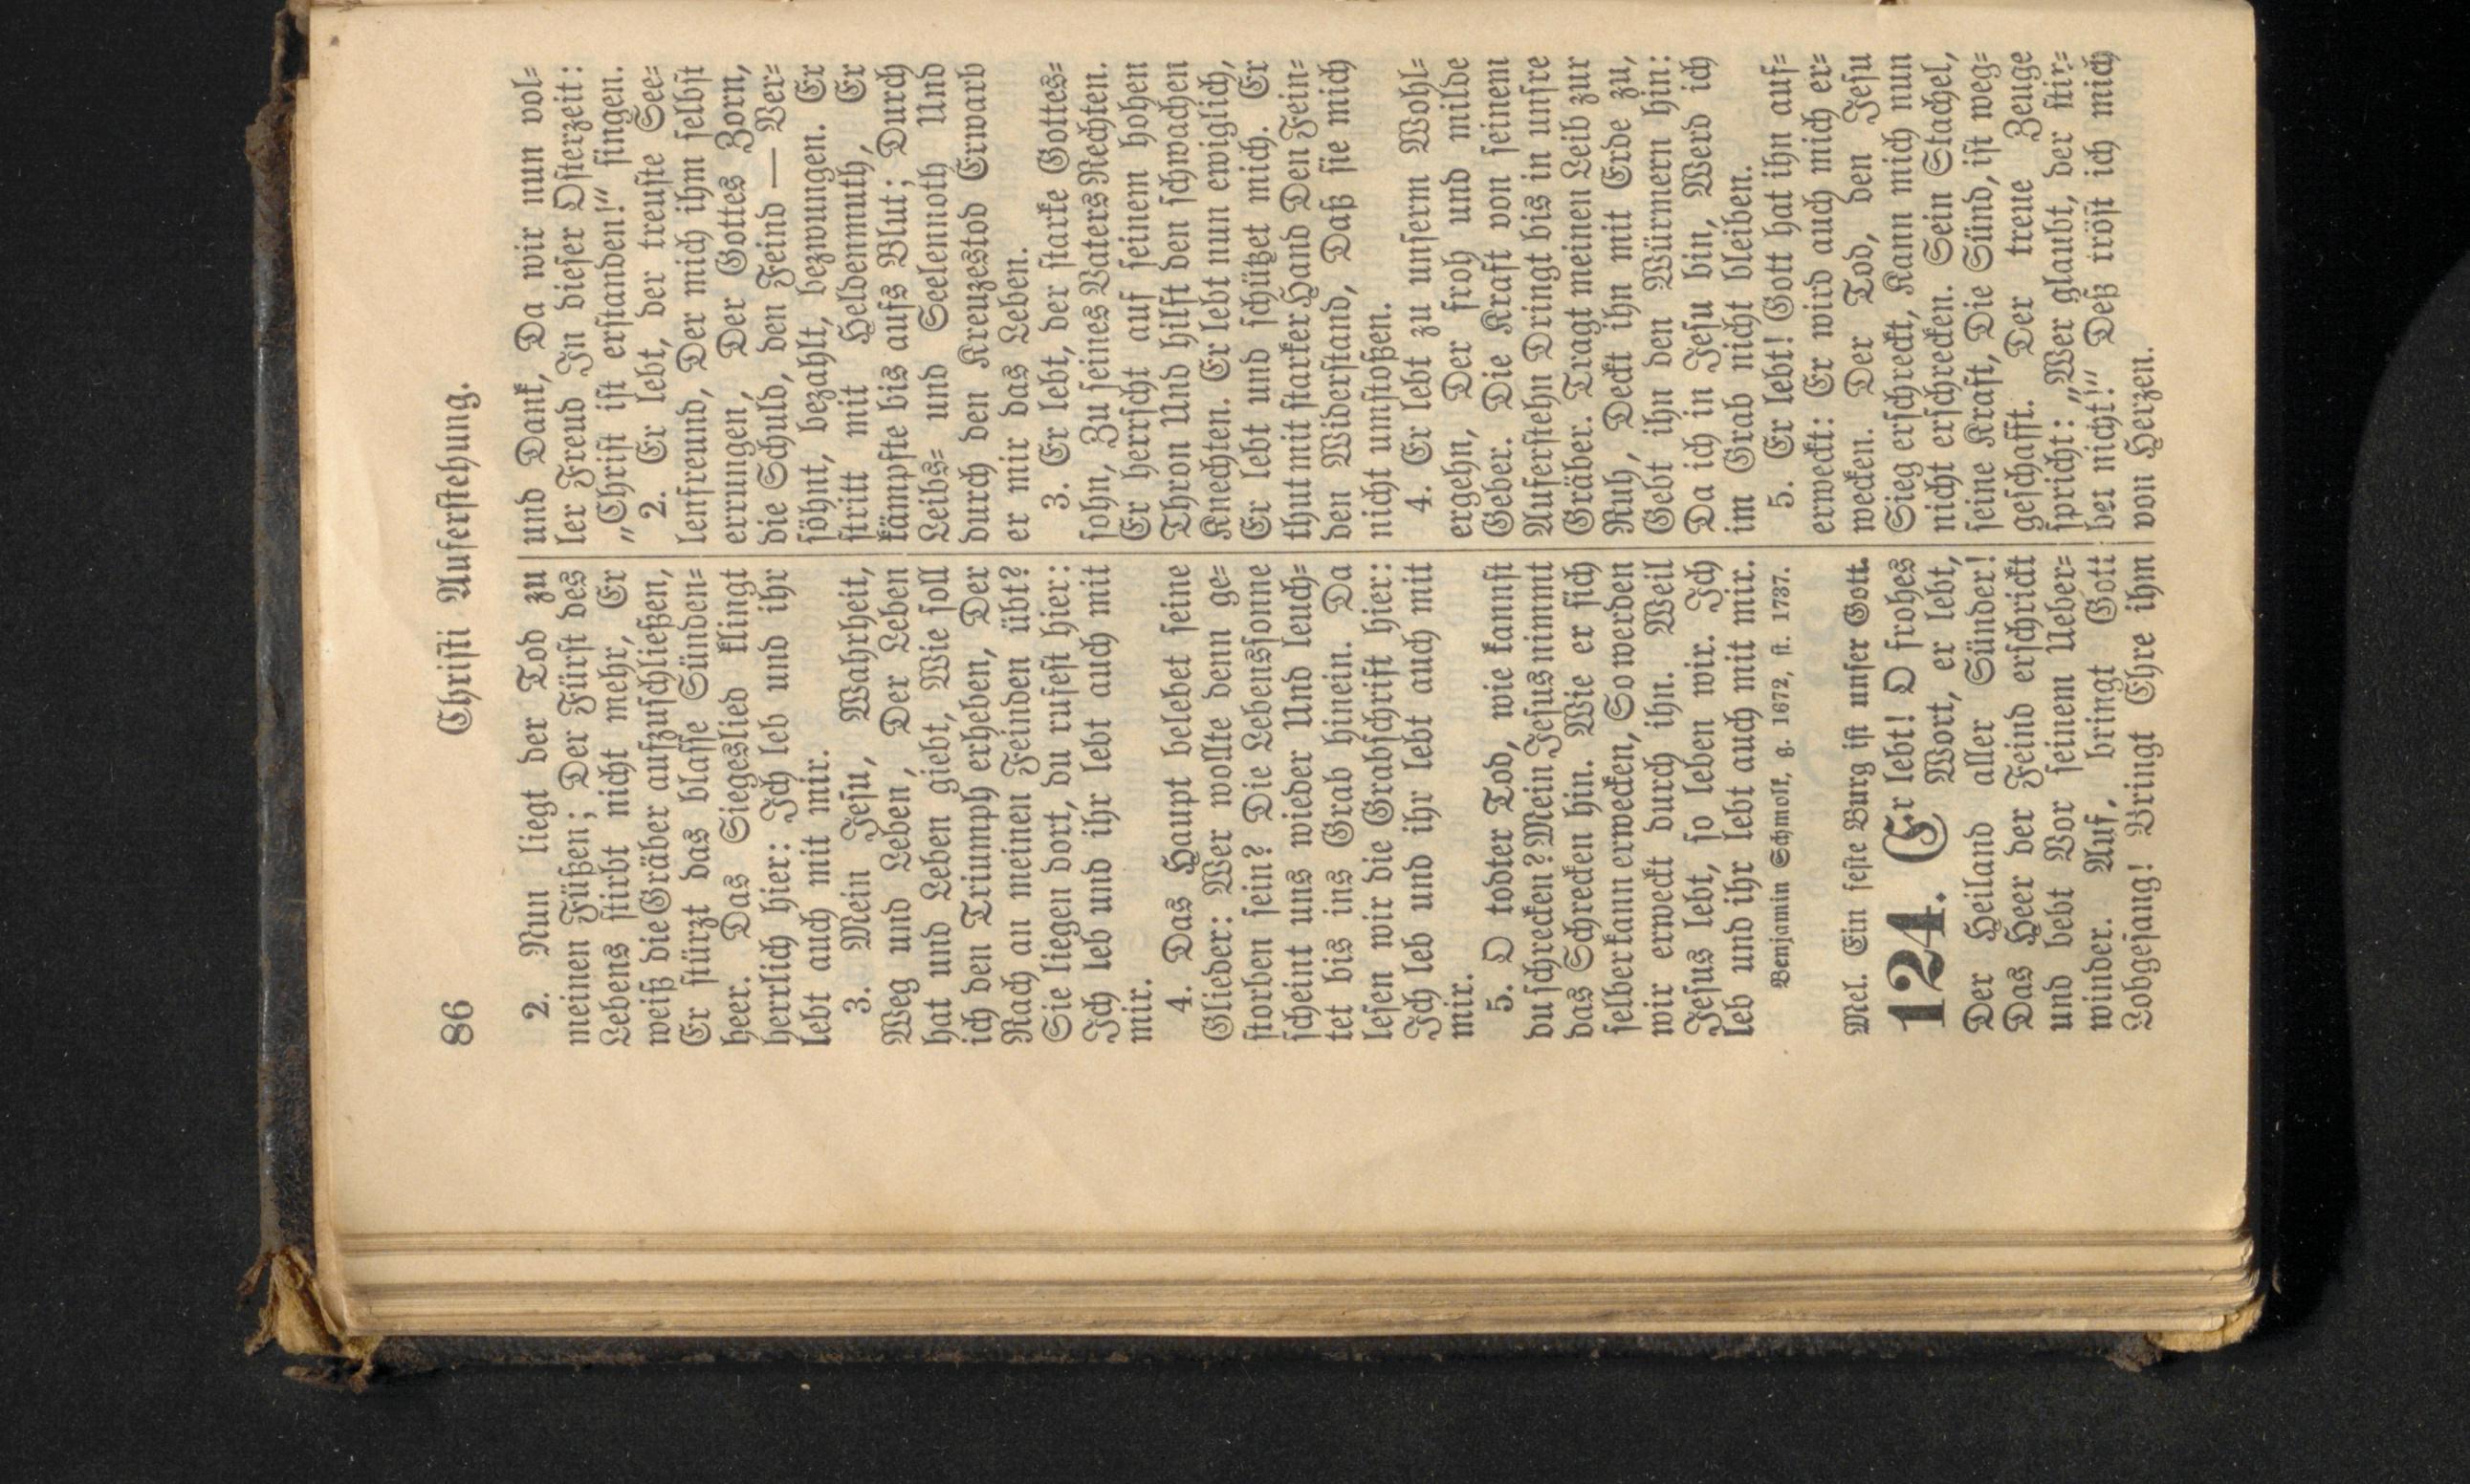 86
Christi Auferstehung.
2. Nun liegt der Tod zu
meinen Füßen; Der Fürst des
Lebens stirbt nicht mehr, Er
weiß die Gräber aufzuschließen,
Er stürzt das blasse Sünden-
heer. Das Siegeslied klingt
herrlich hier: Ich leb und ihr
lebt auch mit mir.
3. Mein Jesu, Wahrheit,
Weg und Leben, Der Leben
hat und Leben giebt, Wie soll
ich den Triumph erheben, Der
Rach an meinen Feinden übt?
Sie liegen dort, du rufest hier:
Ich leb und ihr lebt auch mit
mir.
4. Das Haupt belebet seine
Glieder: Wer wollte denn ge-
storben sein? Die Lebenssonne
scheint uns wieder Und leuch-
tet bis ins Grab hinein. Da
lesen wir die Grabschrift hier:
Ich leb und ihr lebt auch mit
mir.
5. O todter Tod, wie kannst
du schrecken? Mein Jesus nimmt
das Schrecken hin. Wie er sich
selber kann erwecken, So werden
wir erweckt durch ihn. Weil
Jesus lebt, so leben wir. Ich
leb und ihr lebt auch mit mir.
Benjamin Schmolk, g. 1672, st. 1737.
Mel. Ein feste Burg ist unser Gott.
124. Er lebt! O frohes
Wort, er lebt,
Der Heiland aller Sünder!
Das Heer der Feind erschrickt
und bebt Vor seinem Ueber-
winder. Auf, bringt Gott
Lobgesang! Bringt Ehre ihm
und Dank, Da wir nun vol-
ler Freud In dieser Osterzeit:
„Christ ist erstanden!“ singen.
2. Er lebt, der treuste See-
lenfreund, Der mich ihm selbst
errungen, Der Gottes Zorn,
die Schuld, den Feind — Ver-
söhnt, bezahlt, bezwungen. Er
stritt mit Heldenmuth, Er
kämpfte bis aufs Blut; Durch
Leibs- und Seelennoth Und
durch den Kreuzestod Erwarb
er mir das Leben.
3. Er lebt, der starke Gottes-
sohn, Zu seines Vaters Rechten.
Er herrscht auf seinem hohen
Thron Und hilft den schwachen
Knechten. Er lebt nun ewiglich,
Er lebt und schützet mich. Er
thut mit starker Hand Den Fein-
den Widerstand, Daß sie mich
nicht umstoßen.
4. Er lebt zu unserm Wohl-
ergehn, Der froh und milde
Geber. Die Kraft von seinem
Auferstehn Dringt bis in unsre
Gräber. Tragt meinen Leib zur
Ruh, Deckt ihn mit Erde zu,
Gebt ihn den Würmern hin:
Da ich in Jesu bin, Werd ich
im Grab nicht bleiben.
5. Er lebt! Gott hat ihn auf-
erweckt: Er wird auch mich er-
wecken. Der Tod, den Jesu
Sieg erschreckt, Kann mich nun
nicht erschrecken. Sein Stachel,
seine Kraft, Die Sünd, ist weg-
geschafft. Der treue Zeuge
spricht: „Wer glaubt, der stir-
bet nicht!“ Deß tröst ich mich
von Herzen.